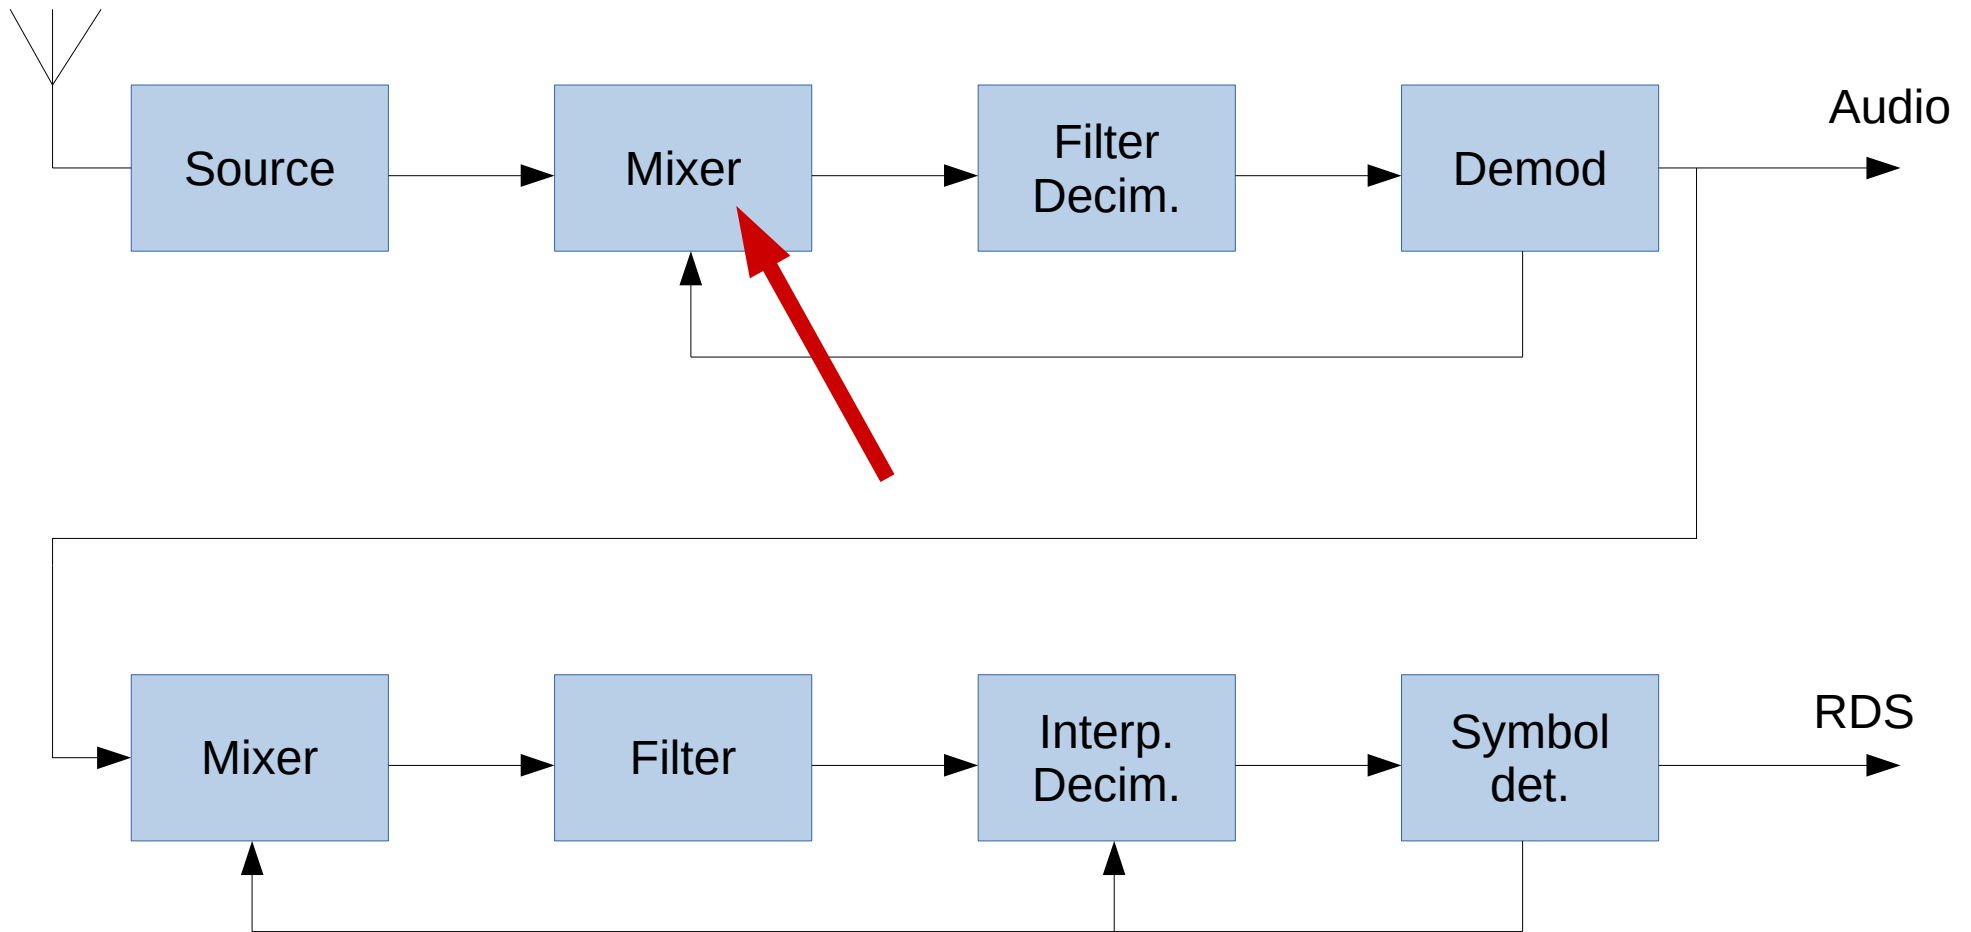 Source
Mixer
Filter
Decim.
Demod
Audio
Mixer
Filter
Interp.
Decim.
Symbol
det.
RDS